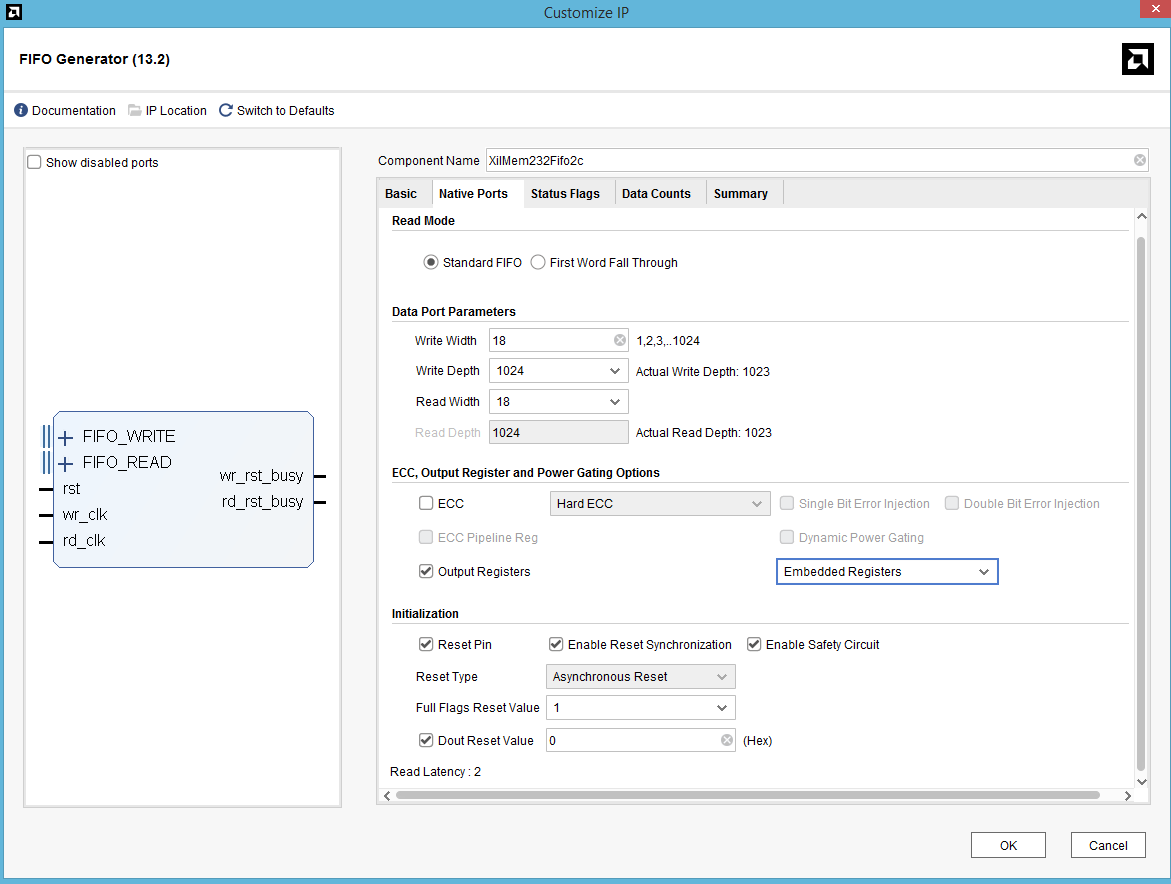 Customize IP
FIFO Generator (13.2)
Documentation IP Location Switch to Defaults
Show disabled ports
FIFO_WRITE
FIFO_READ
rst
wr_clk
rd_clk
wr_rst_busy
rd_rst_busy
Component Name XilMem232Fifo2c
Basic Native Ports Status Flags Data Counts Summary
Read Mode
Standard FIFO First Word Fall Through
Data Port Parameters
Write Width 18 1,2,3,..1024
Write Depth 1024 Actual Write Depth: 1023
Read Width 18
Read Depth 1024 Actual Read Depth: 1023
ECC, Output Register and Power Gating Options
ECC Hard ECC Single Bit Error Injection Double Bit Error Injection
ECC Pipeline Reg Dynamic Power Gating
Output Registers Embedded Registers
Initialization
Reset Pin Enable Reset Synchronization Enable Safety Circuit
Reset Type Asynchronous Reset
Full Flags Reset Value 1
Dout Reset Value 0 (Hex)
Read Latency : 2
OK Cancel